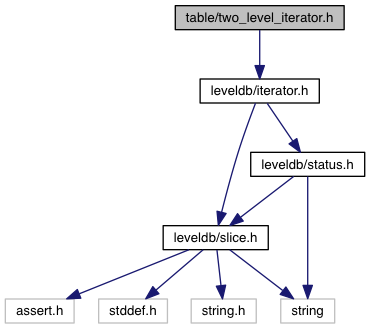 table/two_level_iterator.h
leveldb/iterator.h
leveldb/status.h
leveldb/slice.h
assert.h
stddef.h
string.h
string